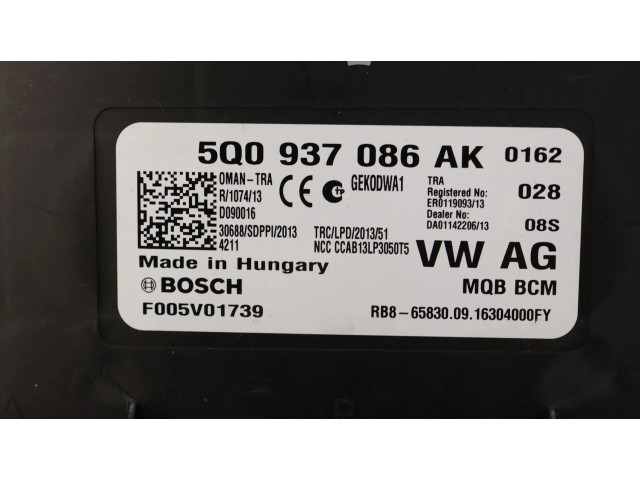 5Q0 937 086 AK 0162
OMAN-TRA
R/1074/13
D090016
CE
GEK0DWA1
TRA
Registered No:
ER0119093/13
Dealer No:
DA01142206/13
028
08S
30688/SDPPI/2013
4211
TRC/LPD/2013/51
NCC CCAB13LP3050T5
VW AG
Made in Hungary
BOSCH
MQB BCM
F005V01739
RB8-65830.09.16304000FY